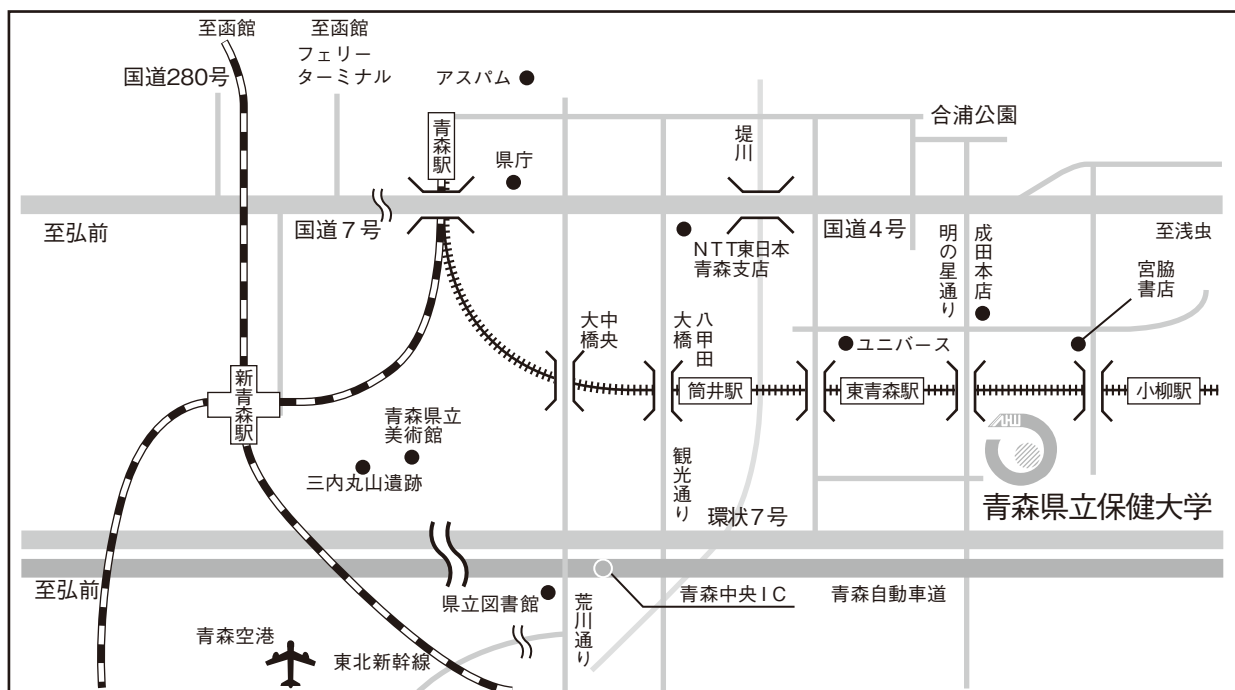 至函館
至函館
フェリー
ターミナル
国道280号
アスパム
青森駅
県庁
堤川
合浦公園
至弘前
国道7号
国道4号
至浅虫
NTT東日本
青森支店
明の星通り
成田本店
宮脇
書店
中央
大橋
八甲田
大橋
ユニバース
新青森駅
筒井駅
東青森駅
小柳駅
青森県立
美術館
三内丸山遺跡
観光通り
環状7号
AUHW
青森県立保健大学
至弘前
県立図書館
荒川通り
青森中央IC
青森自動車道
青森空港
東北新幹線